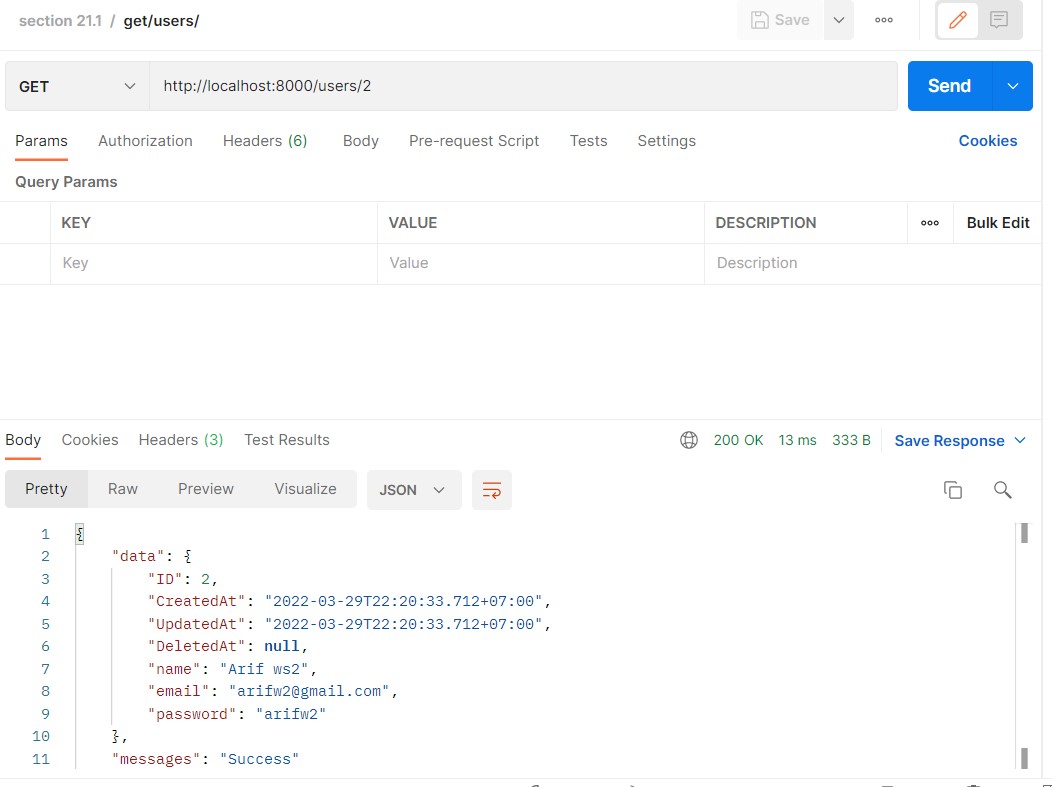 section 21.1 / get/users/
Save
GET http://localhost:8000/users/2 Send
Params Authorization Headers (6) Body Pre-request Script Tests Settings Cookies
Query Params
KEY VALUE DESCRIPTION Bulk Edit
Key Value Description
Body Cookies Headers (3) Test Results 200 OK 13 ms 333 B Save Response
Pretty Raw Preview Visualize JSON
1 {
2 "data": {
3 "ID": 2,
4 "CreatedAt": "2022-03-29T22:20:33.712+07:00",
5 "UpdatedAt": "2022-03-29T22:20:33.712+07:00",
6 "DeletedAt": null,
7 "name": "Arif ws2",
8 "email": "arifw2@gmail.com",
9 "password": "arifw2"
10 },
11 "messages": "Success"